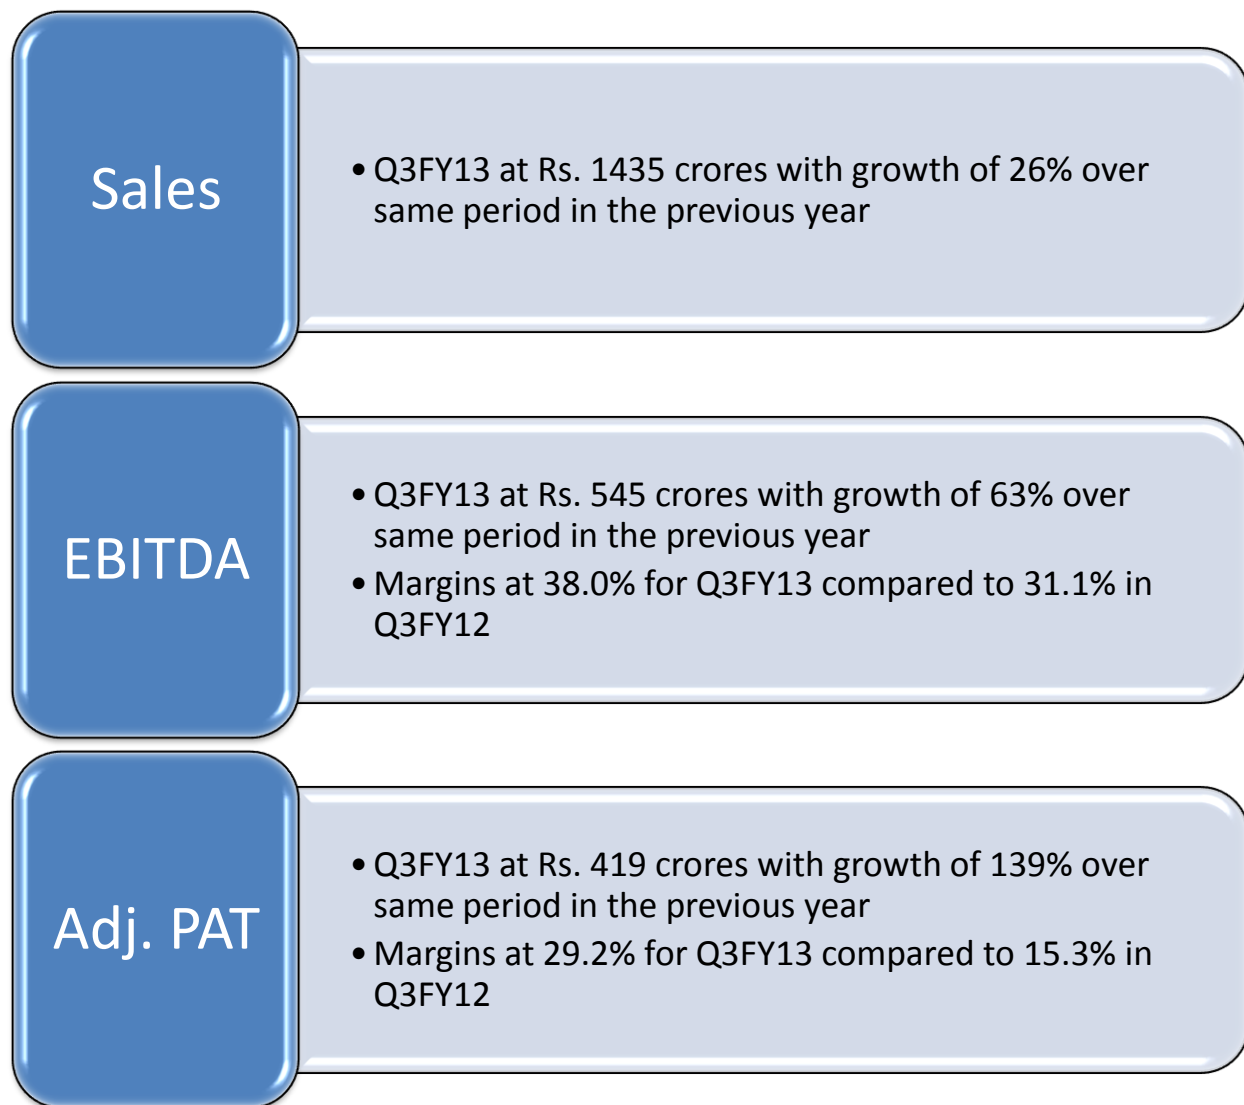 Sales
• Q3FY13 at Rs. 1435 crores with growth of 26% over
same period in the previous year
EBITDA
• Q3FY13 at Rs. 545 crores with growth of 63% over
same period in the previous year
• Margins at 38.0% for Q3FY13 compared to 31.1% in
Q3FY12
Adj. PAT
• Q3FY13 at Rs. 419 crores with growth of 139% over
same period in the previous year
• Margins at 29.2% for Q3FY13 compared to 15.3% in
Q3FY12